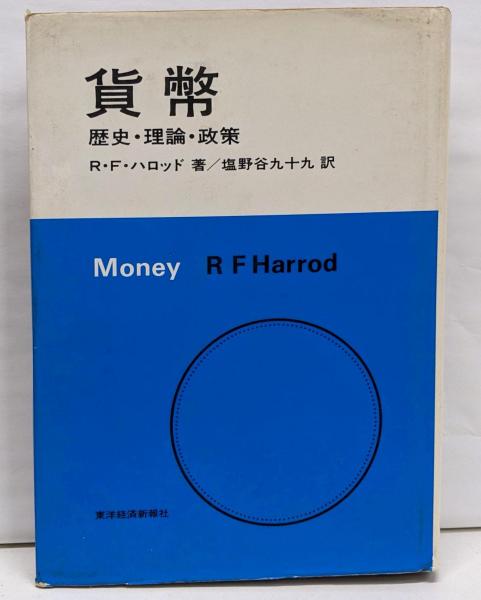 貨幣
歴史・理論・政策
R・F・ハロッド 著／塩野谷九十九 訳
Money R F Harrod
東洋経済新報社